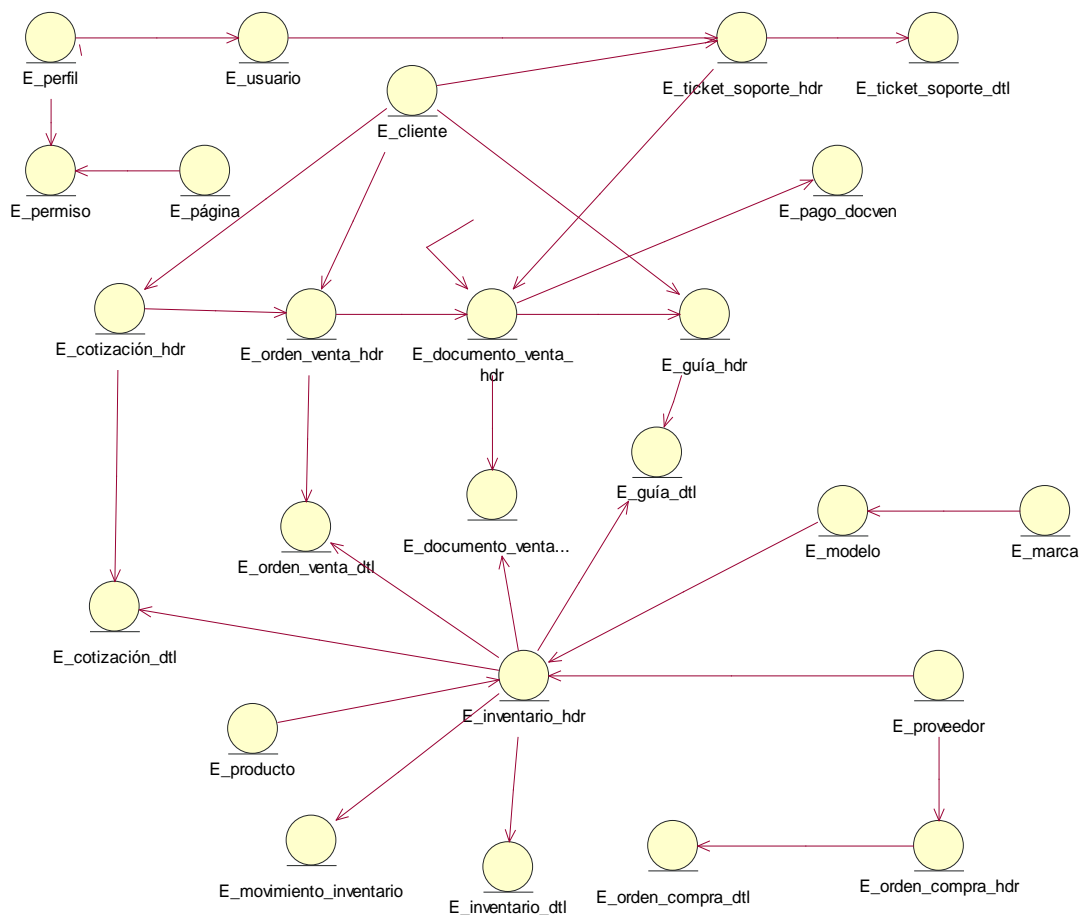 E_perfil
E_usuario
E_ticket_soporte_hdr
E_ticket_soporte_dtl
E_cliente
E_permiso
E_página
E_pago_docven
E_cotización_hdr
E_orden_venta_hdr
E_documento_venta_
hdr
E_guía_hdr
E_guía_dtl
E_orden_venta_dtl
E_documento_venta...
E_modelo
E_marca
E_cotización_dtl
E_inventario_hdr
E_proveedor
E_producto
E_movimiento_inventario
E_inventario_dtl
E_orden_compra_dtl
E_orden_compra_hdr